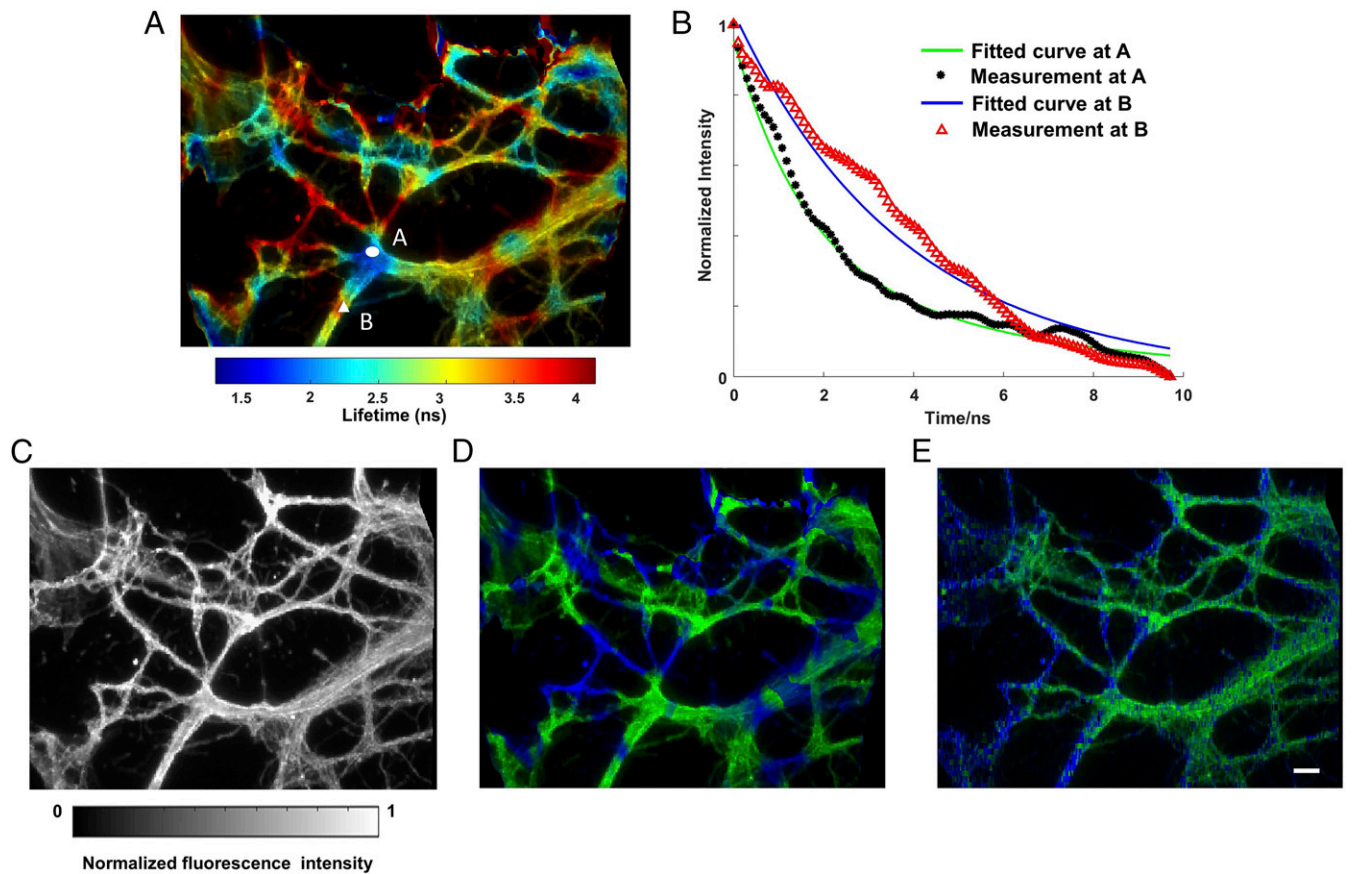 A
A
B
1.5 2 2.5 3 3.5 4
Lifetime (ns)
B
1
Normalized Intensity
0
0 2 4 6 8 10
Time/ns
Fitted curve at A
Measurement at A
Fitted curve at B
Measurement at B
C
0 1
Normalized fluorescence intensity
D
E